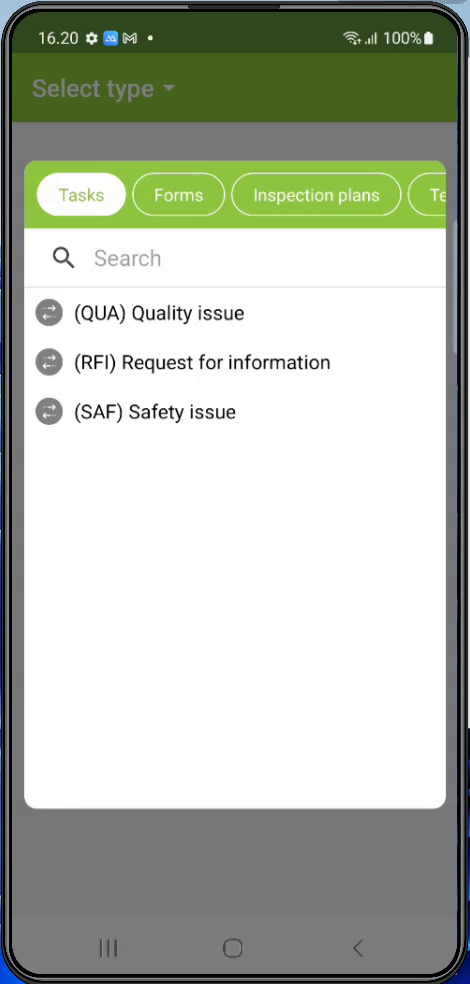 16.20 100%
Select type
Tasks Forms Inspection plans Te
Search
(QUA) Quality issue
(RFI) Request for information
(SAF) Safety issue